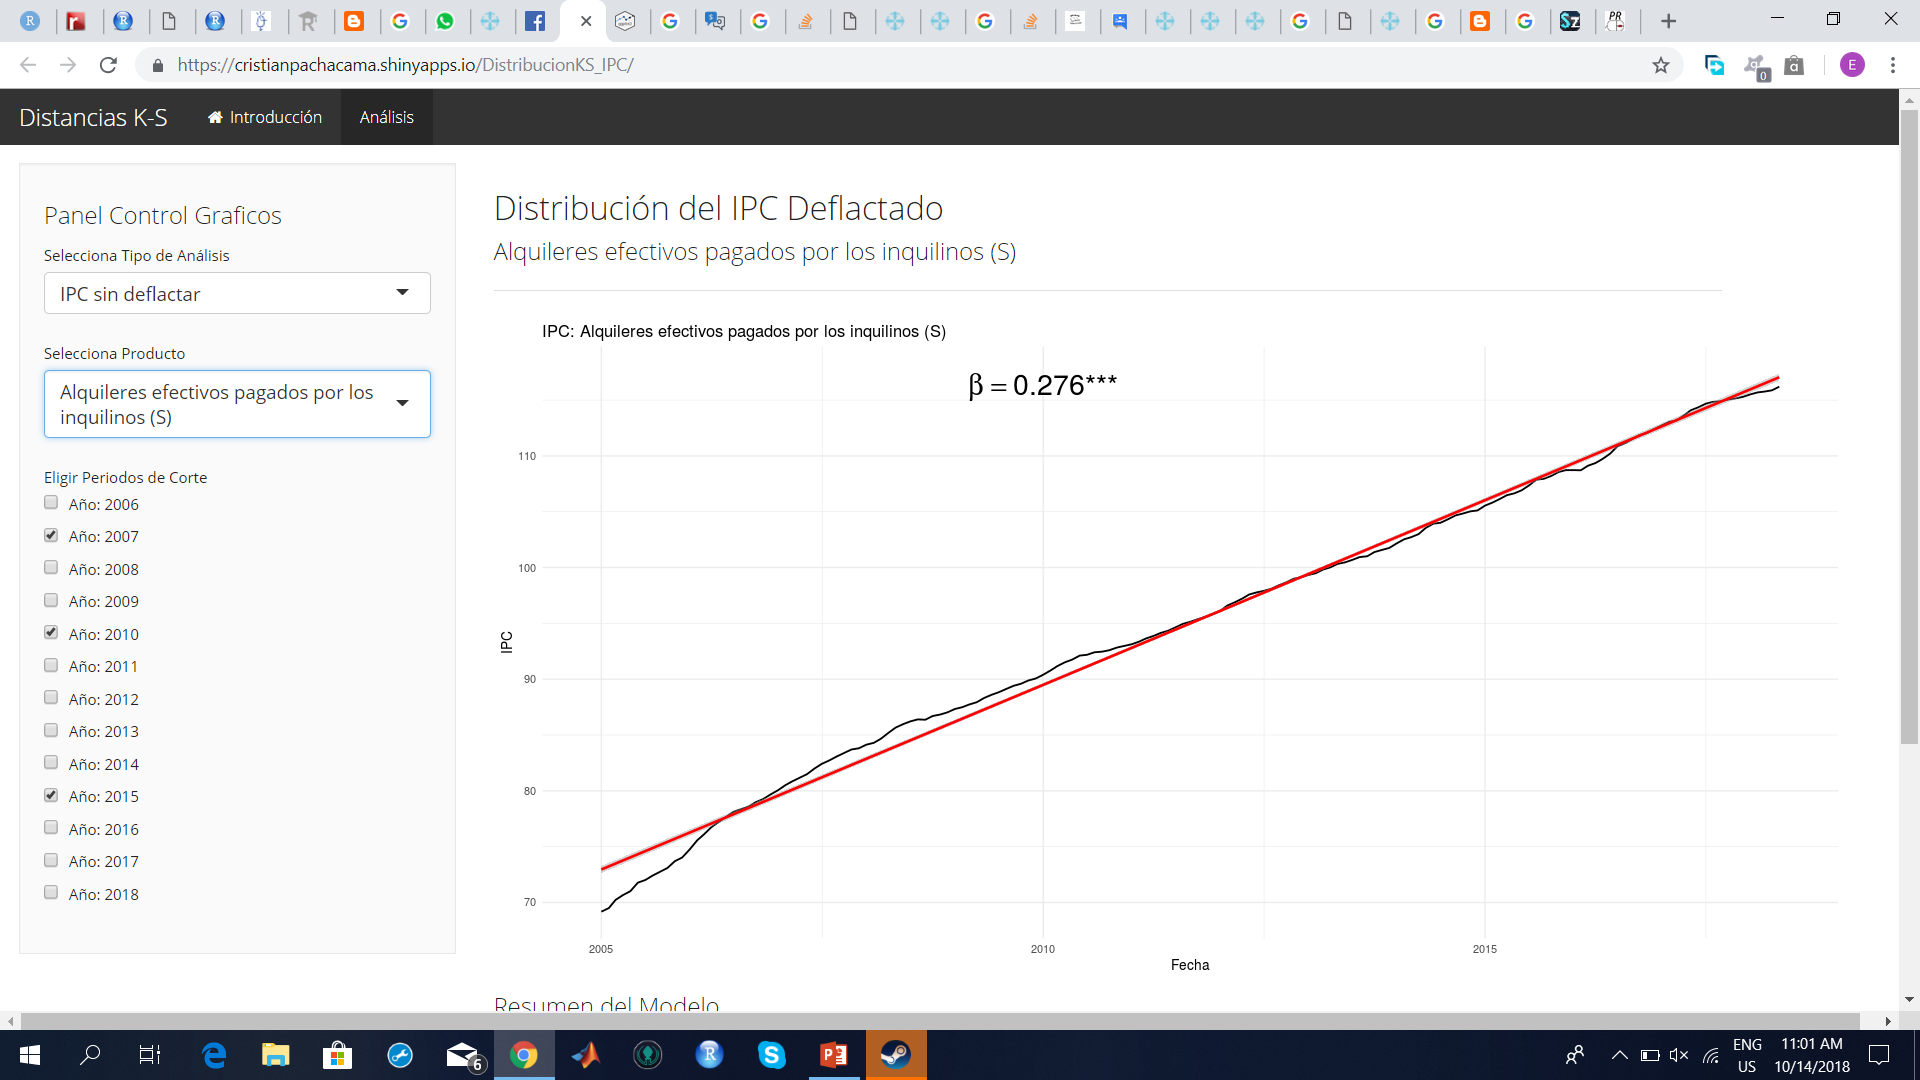 https://cristianpachacama.shinyapps.io/DistribucionKS_IPC/
0
E
Distancias K-S
Introducción
Análisis
Panel Control Graficos
Selecciona Tipo de Análisis
IPC sin deflactar
Selecciona Producto
Alquileres efectivos pagados por los
inquilinos (S)
Eligir Periodos de Corte
Año: 2006
Año: 2007
Año: 2008
Año: 2009
Año: 2010
Año: 2011
Año: 2012
Año: 2013
Año: 2014
Año: 2015
Año: 2016
Año: 2017
Año: 2018
Distribución del IPC Deflactado
Alquileres efectivos pagados por los inquilinos (S)
IPC: Alquileres efectivos pagados por los inquilinos (S)
β = 0.276***
110
100
90
80
70
IPC
2005
2010
2015
Fecha
Resumen del Modelo
6
ENG
US
11:01 AM
10/14/2018